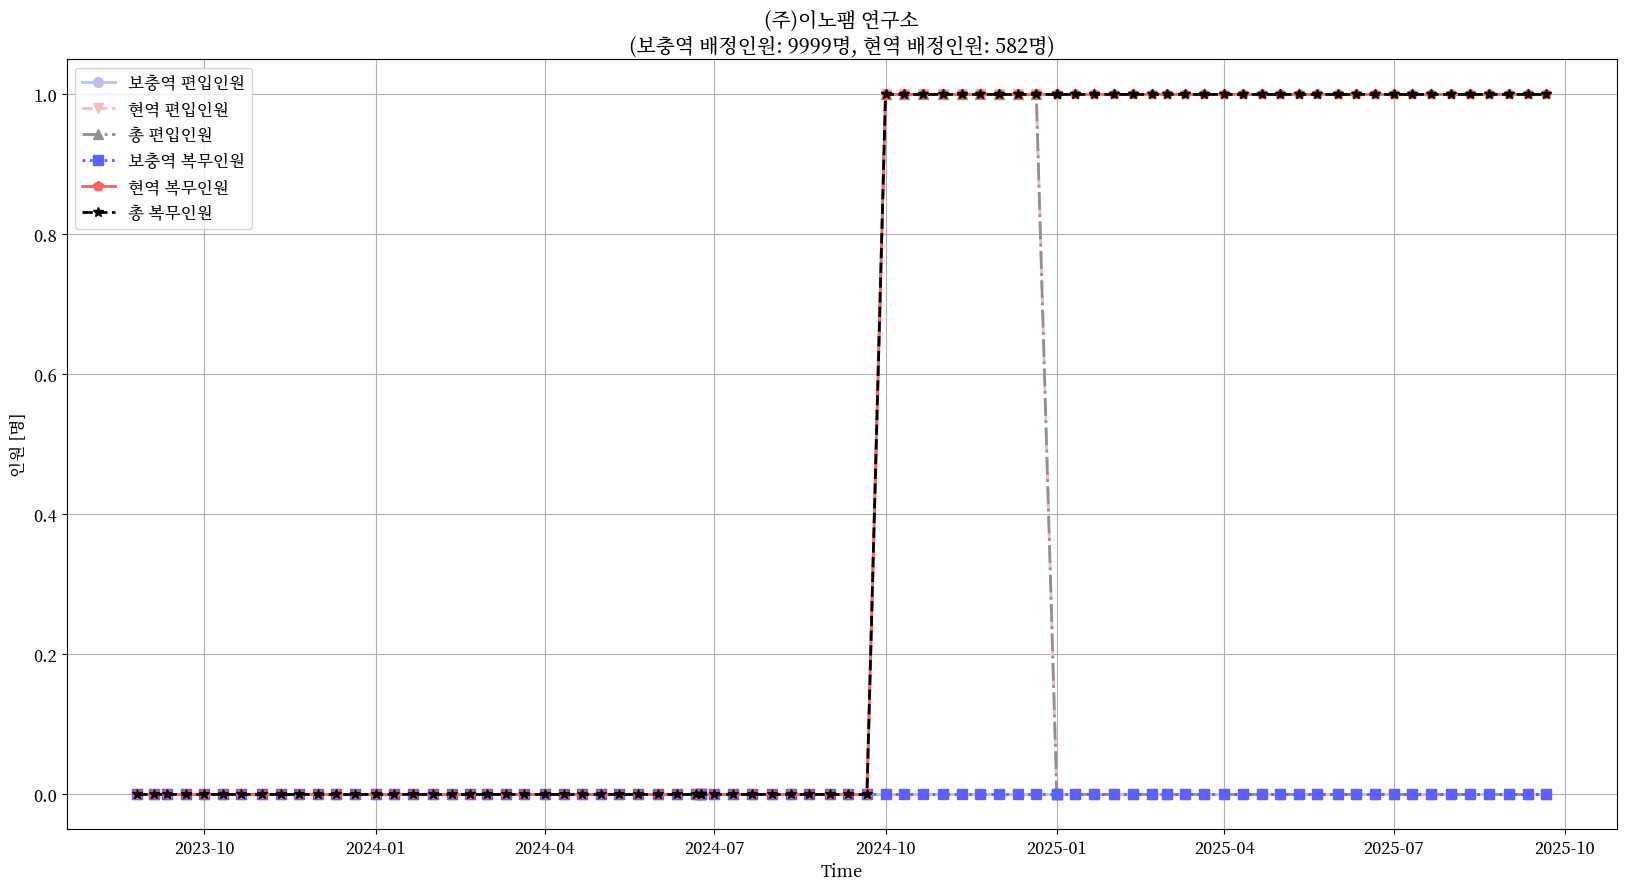 (주)이노팸 연구소
(보충역 배정인원: 9999명, 현역 배정인원: 582명)
보충역 편입인원
현역 편입인원
총 편입인원
보충역 복무인원
현역 복무인원
총 복무인원
1.0
0.8
0.6
0.4
0.2
0.0
인원 [명]
2023-10
2024-01
2024-04
2024-07
2024-10
2025-01
2025-04
2025-07
2025-10
Time